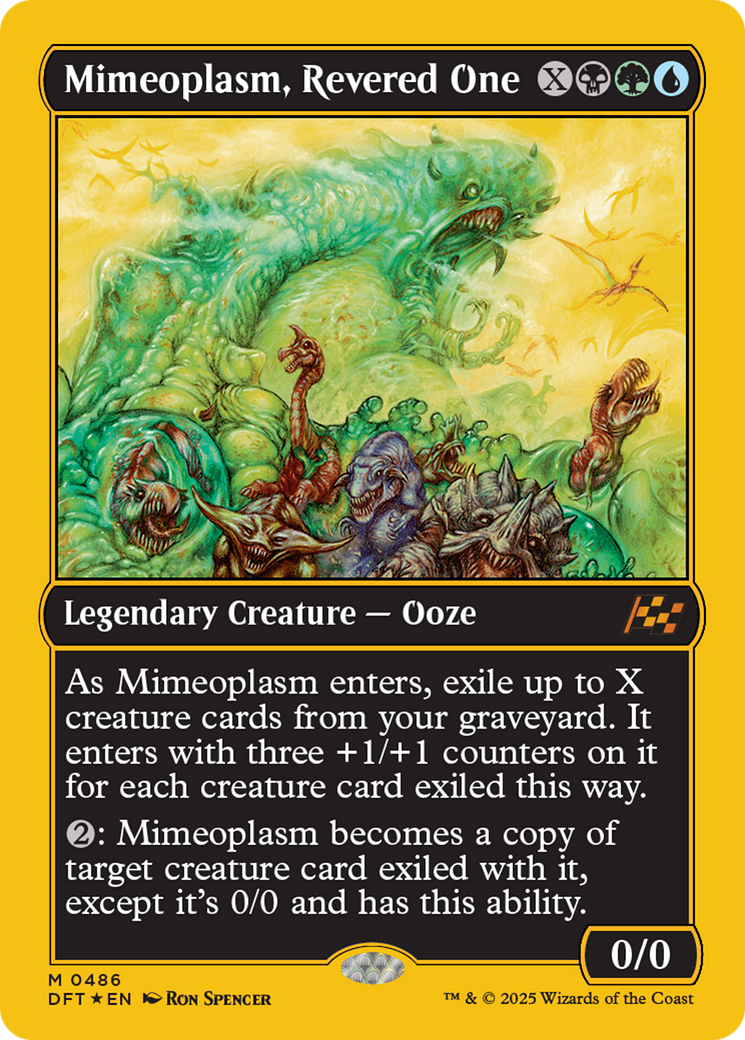 Mimeoplasm, Revered One X
Legendary Creature — Ooze
As Mimeoplasm enters, exile up to X
creature cards from your graveyard. It
enters with three +1/+1 counters on it
for each creature card exiled this way.
2: Mimeoplasm becomes a copy of
target creature card exiled with it,
except it's 0/0 and has this ability.
0/0
M 0486
DFT ★ EN Ron Spencer
™ & © 2025 Wizards of the Coast